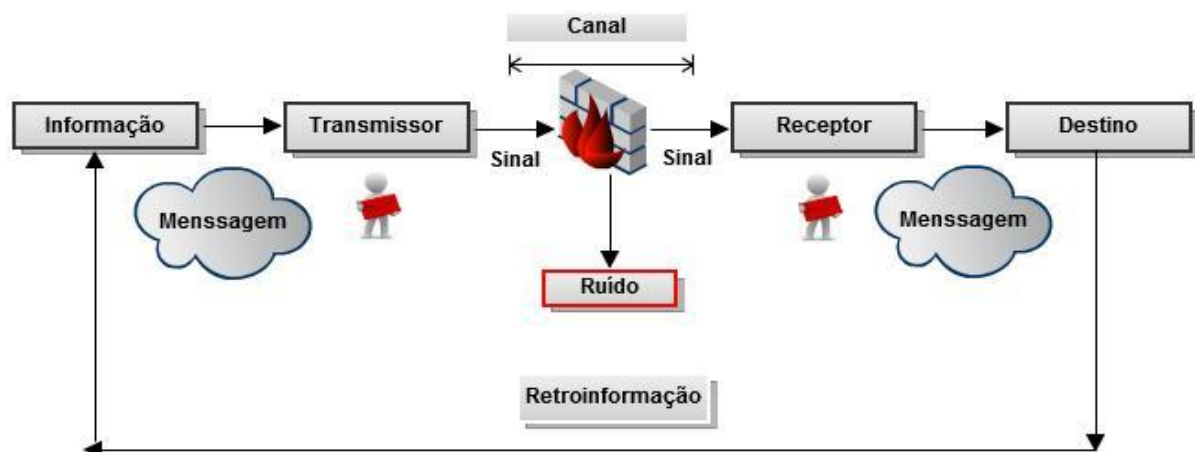 Canal
Informação
Transmissor
Sinal
Sinal
Receptor
Destino
Menssagem
Menssagem
Ruído
Retroinformação